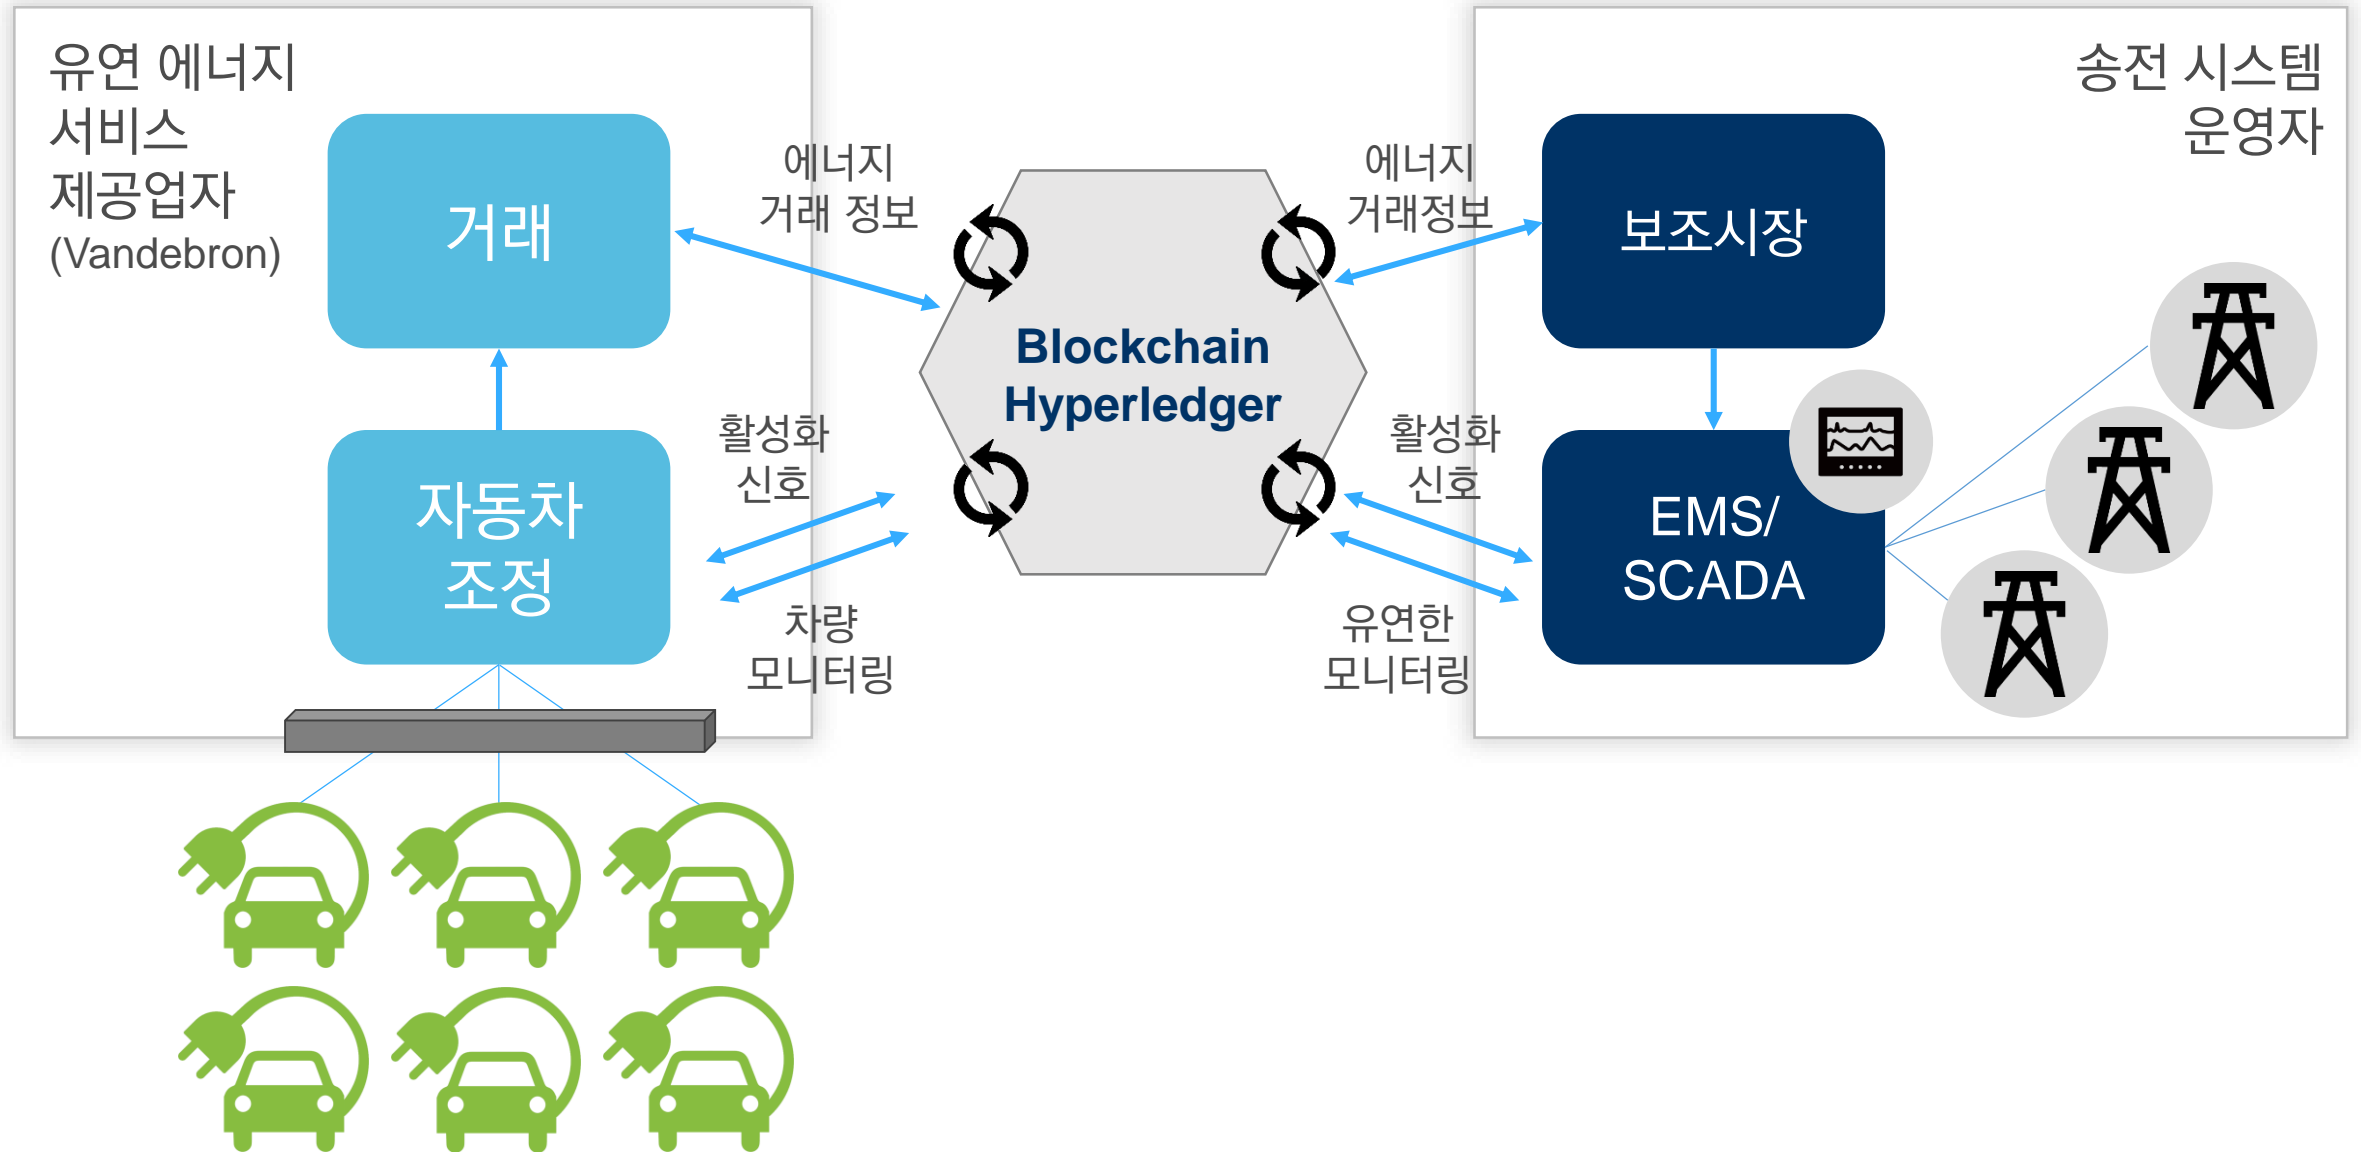 유연 에너지
서비스
제공업자
(Vandebron)
거래
자동차
조정
에너지
거래 정보
활성화
신호
차량
모니터링
Blockchain
Hyperledger
에너지
거래정보
활성화
신호
유연한
모니터링
송전 시스템
운영자
보조시장
EMS/
SCADA